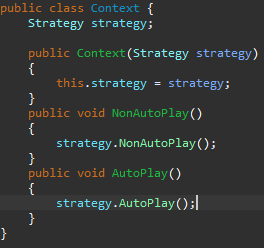 public class Context {
Strategy strategy;
public Context(Strategy strategy)
{
this.strategy = strategy;
}
public void NonAutoPlay()
{
strategy.NonAutoPlay();
}
public void AutoPlay()
{
strategy.AutoPlay();
}
}